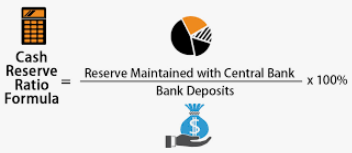 Cash
Reserve
Ratio
Formula
=
Reserve Maintained with Central Bank
Bank Deposits
x 100%
$